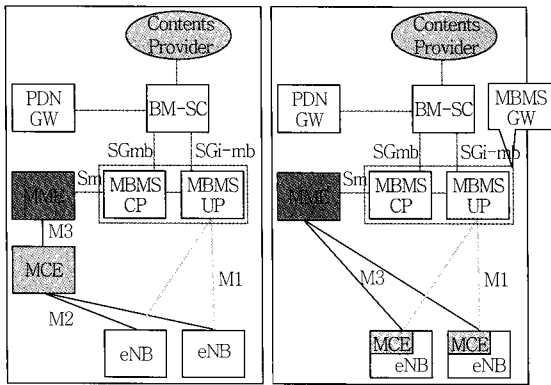 Contents
Provider
PDN
GW
BM-SC
SGmb
SGi-mb
MME
Sm
MBMS
CP
MBMS
UP
M3
MCE
M1
M2
eNB
eNB
Contents
Provider
PDN
GW
BM-SC
MBMS
GW
SGmb
SGi-mb
MME
Sm
MBMS
CP
MBMS
UP
M3
M1
MCE
eNB
MCE
eNB